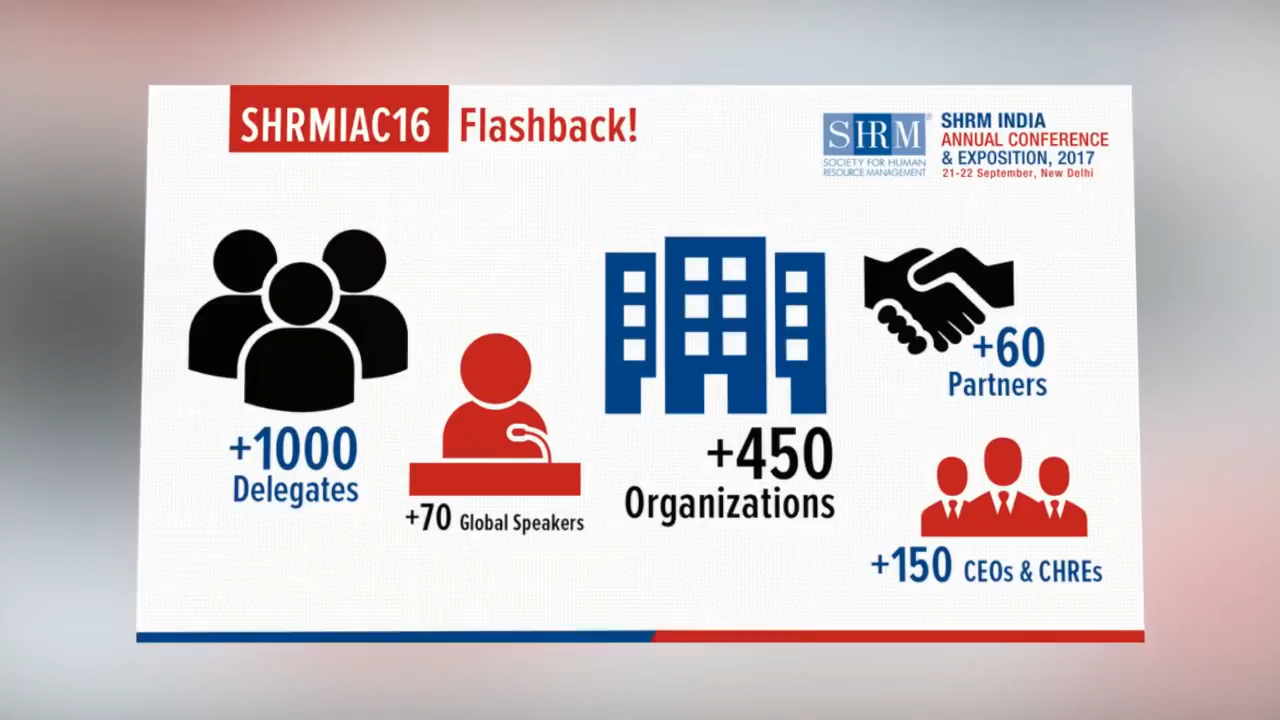 SHRMIAC16 Flashback!
SHRM®
SOCIETY FOR HUMAN
RESOURCE MANAGEMENT
SHRM INDIA
ANNUAL CONFERENCE
& EXPOSITION, 2017
21-22 September, New Delhi
+1000
Delegates
+70 Global Speakers
+450
Organizations
+60
Partners
+150 CEOs & CHREs